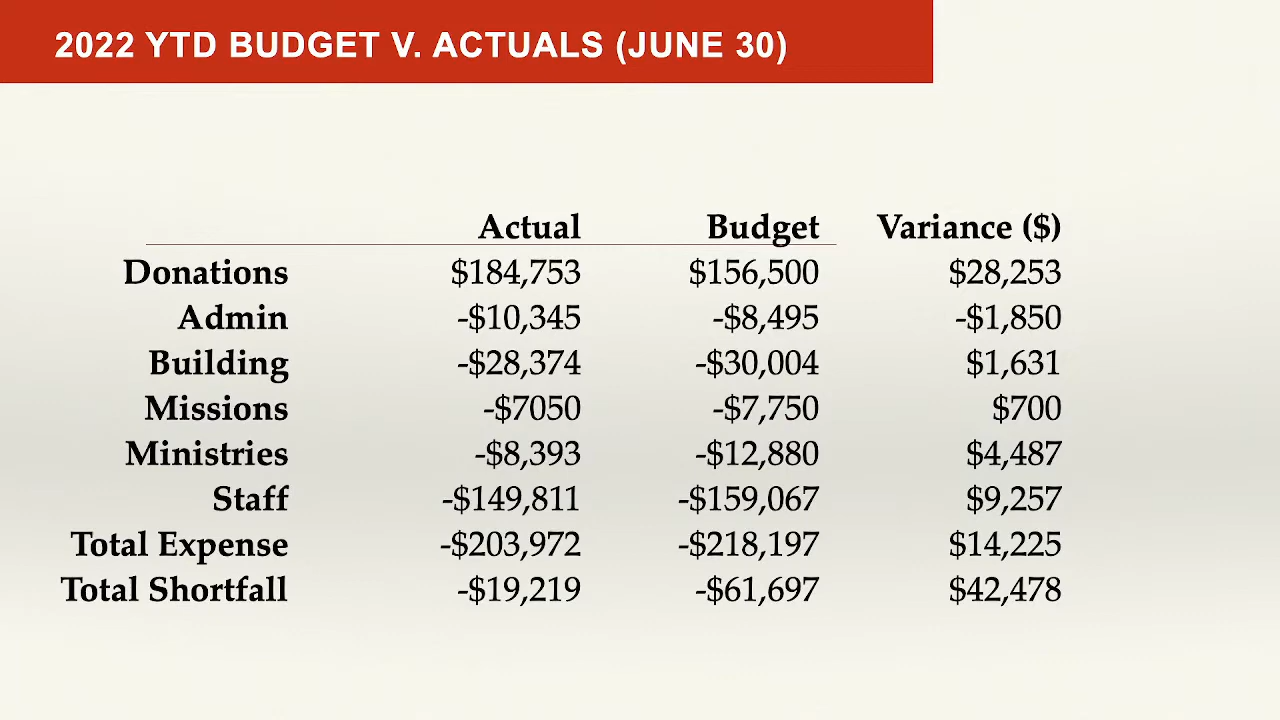 2022 YTD BUDGET V. ACTUALS (JUNE 30)
Actual Budget Variance ($)
Donations $184,753 $156,500 $28,253
Admin -$10,345 -$8,495 -$1,850
Building -$28,374 -$30,004 $1,631
Missions -$7050 -$7,750 $700
Ministries -$8,393 -$12,880 $4,487
Staff -$149,811 -$159,067 $9,257
Total Expense -$203,972 -$218,197 $14,225
Total Shortfall -$19,219 -$61,697 $42,478